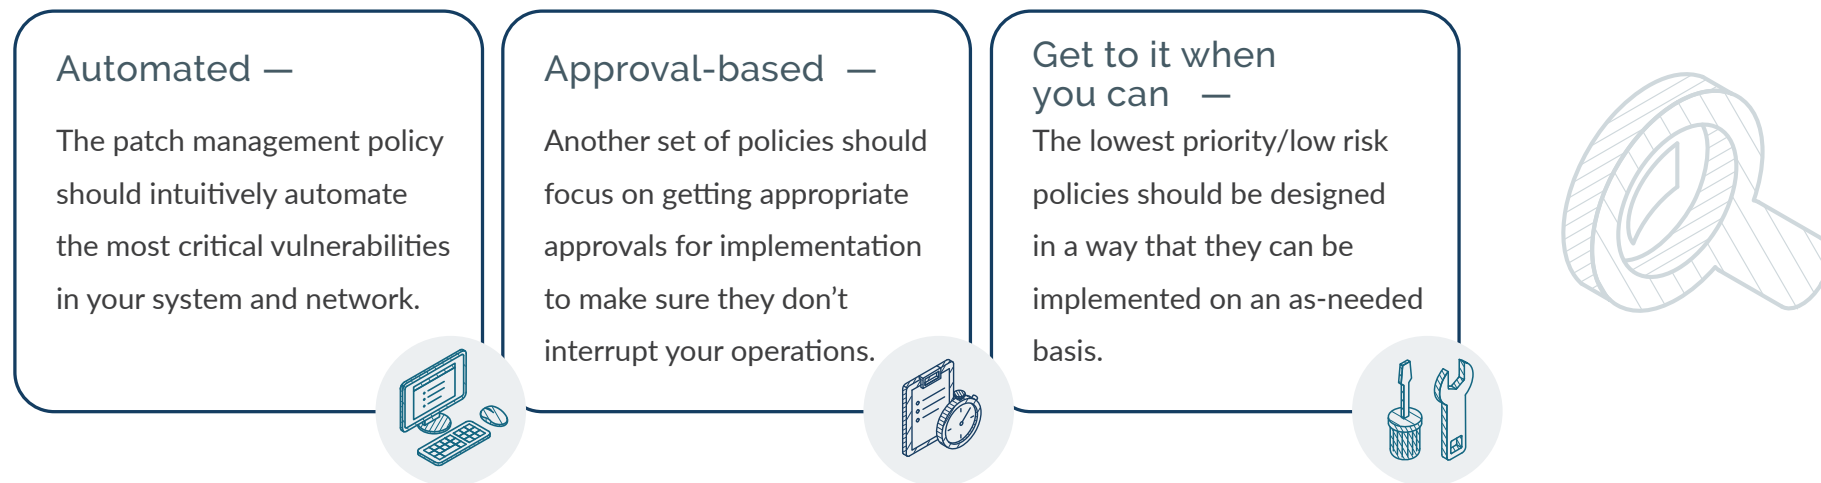 Automated —
The patch management policy
should intuitively automate
the most critical vulnerabilities
in your system and network.
Approval-based —
Another set of policies should
focus on getting appropriate
approvals for implementation
to make sure they don’t
interrupt your operations.
Get to it when
you can —
The lowest priority/low risk
policies should be designed
in a way that they can be
implemented on an as-needed
basis.